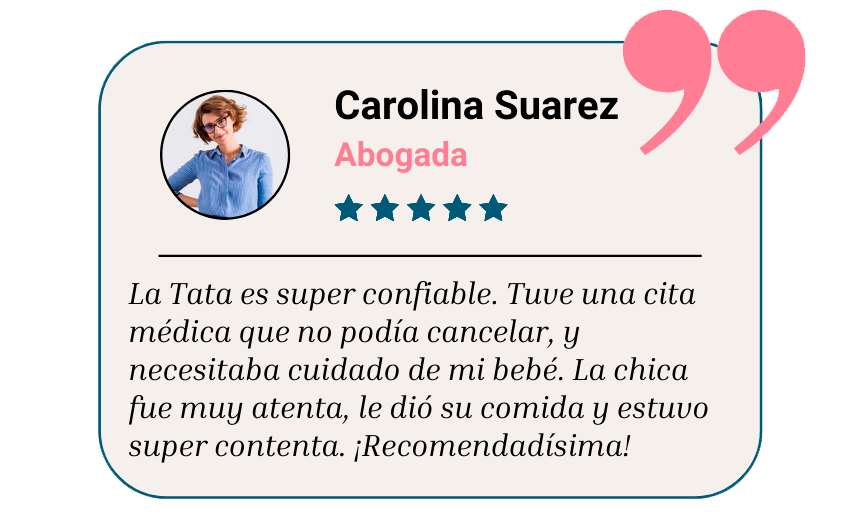 Carolina Suarez
Abogada
La Tata es super confiable. Tuve una cita
médica que no podía cancelar, y
necesitaba cuidado de mi bebé. La chica
fue muy atenta, le dió su comida y estuvo
super contenta. ¡Recomendadísima!